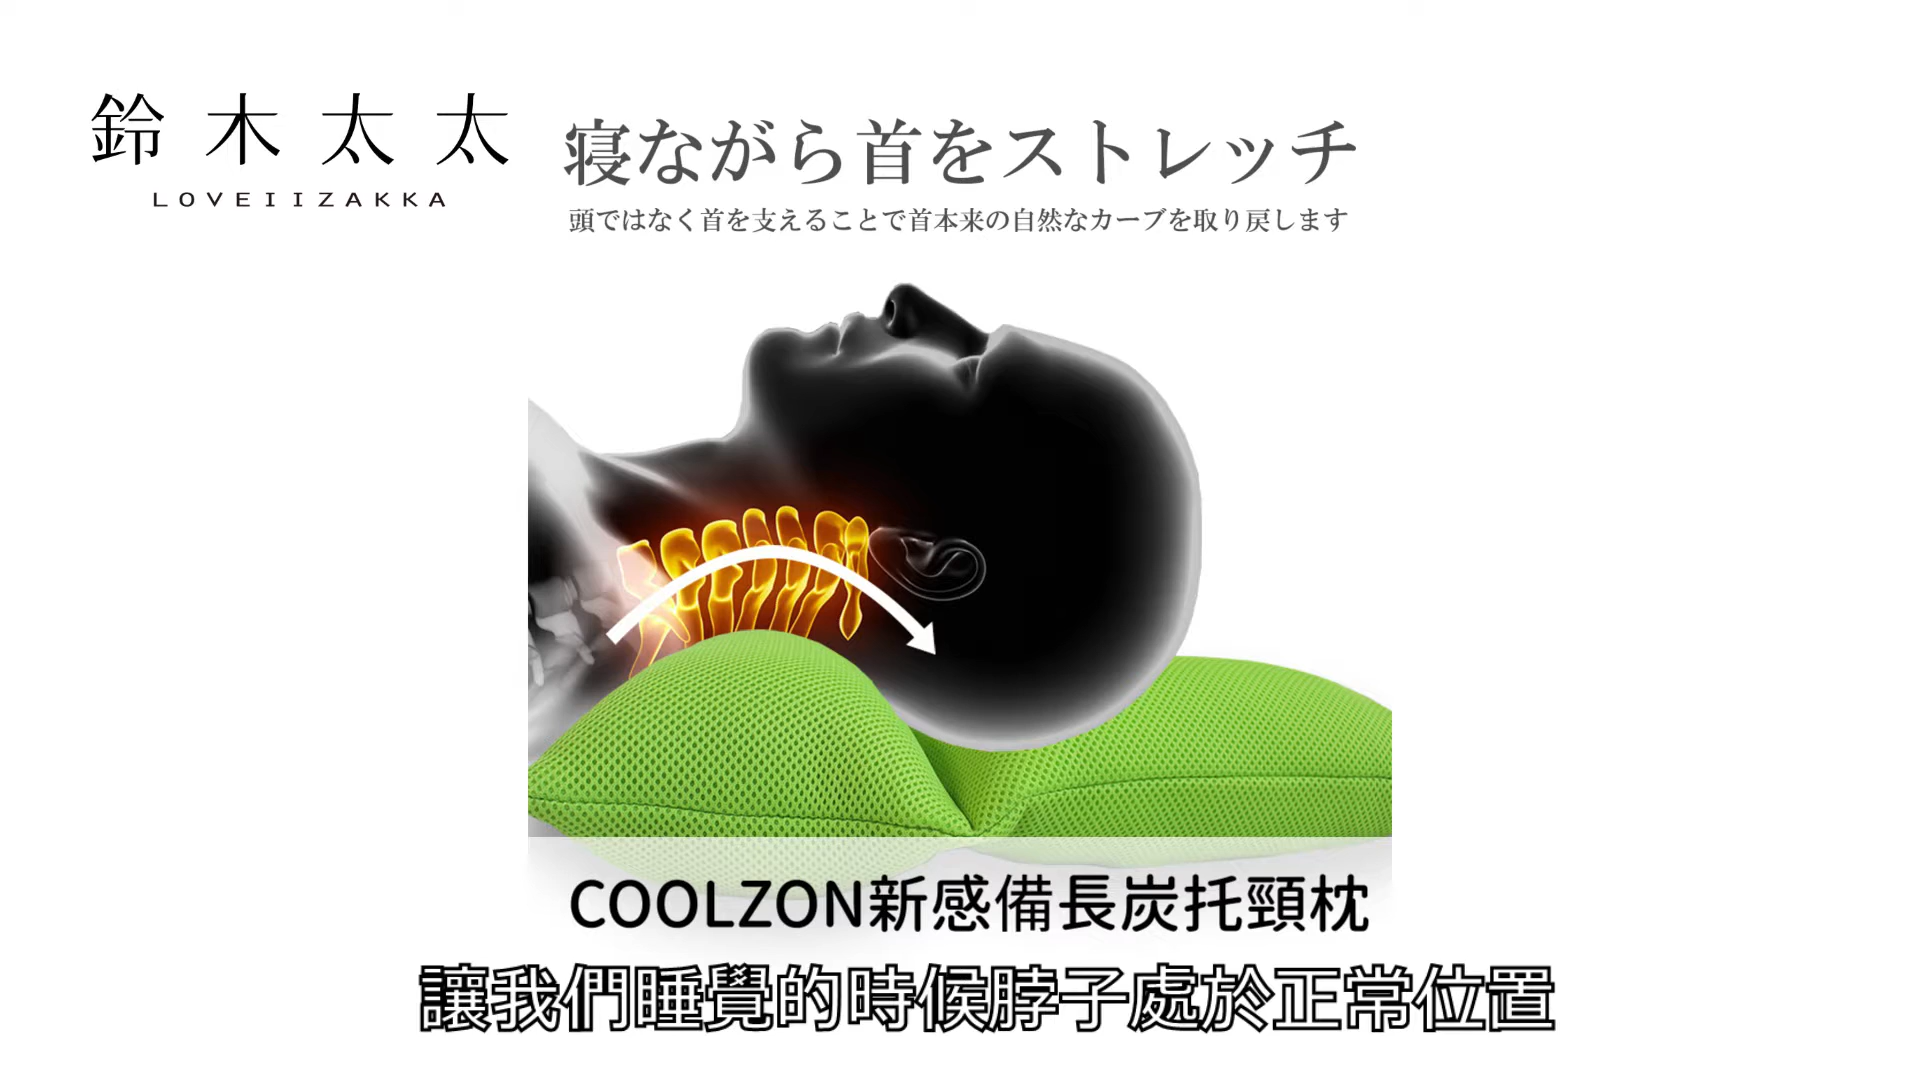 鈴木太太
LOVEIIZAKKA
寝ながら首をストレッチ
頭ではなく首を支えることで首本来の自然なカーブを取り戻します
COOLZON新感備長炭托頸枕
讓我們睡覺的時候脖子處於正常位置